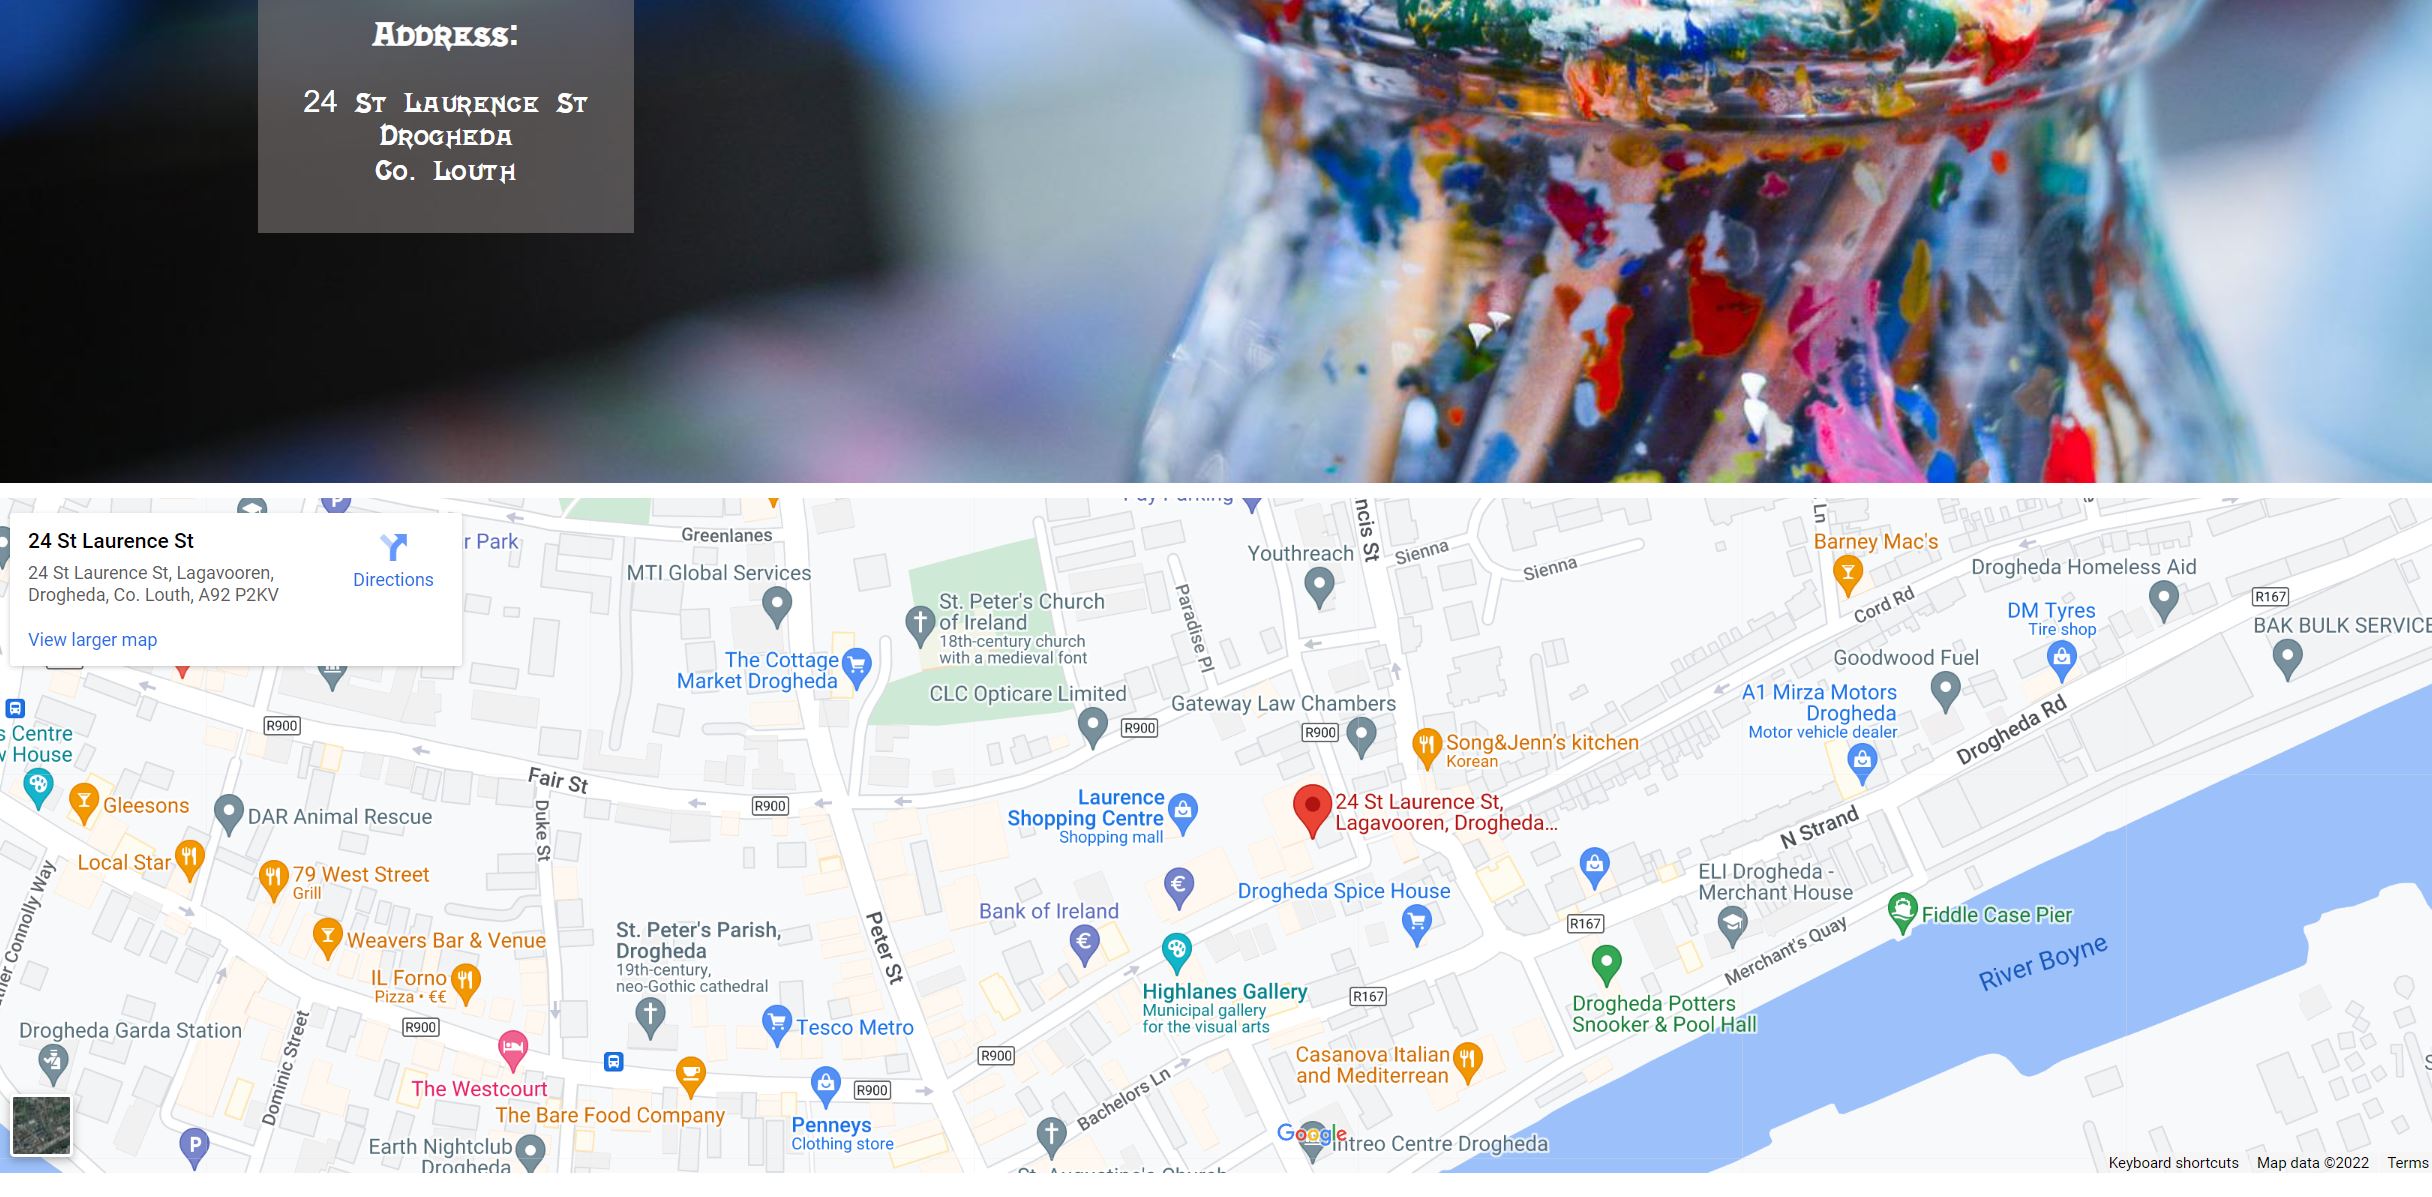 Address:
24 St Laurence St
Drogheda
Co. Louth
24 St Laurence St
24 St Laurence St, Lagavooren,
Drogheda, Co. Louth, A92 P2KV
View larger map
Directions
r Park
Greenlanes
MTI Global Services
The Cottage
Market Drogheda
St. Peter's Church
of Ireland
18th-century church
with a medieval font
CLC Opticare Limited
Paradise Pl
Youthreach
ncis St
Sienna
Sienna
Ln
Barney Mac's
Cord Rd
Drogheda Homeless Aid
R167
DM Tyres
Tire shop
BAK BULK SERVICE
Goodwood Fuel
A1 Mirza Motors
Drogheda
Motor vehicle dealer
Drogheda Rd
Gateway Law Chambers
R900
R900
R900
Song&Jenn's kitchen
Korean
s Centre
House
Gleesons
DAR Animal Rescue
Fair St
Duke St
R900
Laurence
Shopping Centre
Shopping mall
24 St Laurence St,
Lagavooren, Drogheda...
N Strand
Local Star
79 West Street
Grill
ther Connolly Way
Weavers Bar & Venue
IL Forno
Pizza • €€
St. Peter's Parish,
Drogheda
19th-century,
neo-Gothic cathedral
Peter St
Bank of Ireland
€
€
Drogheda Spice House
ELI Drogheda -
Merchant House
R167
Merchant's Quay
Fiddle Case Pier
River Boyne
Highlanes Gallery
Municipal gallery
for the visual arts
R167
Drogheda Potters
Snooker & Pool Hall
Drogheda Garda Station
Dominic Street
R900
The Westcourt
Tesco Metro
R900
Casanova Italian
and Mediterrean
The Bare Food Company
Penneys
Clothing store
R900
Bachelors Ln
P
Earth Nightclub
Drogheda
St. Augustine's Church
Google
Intreo Centre Drogheda
Keyboard shortcuts
Map data ©2022
Terms